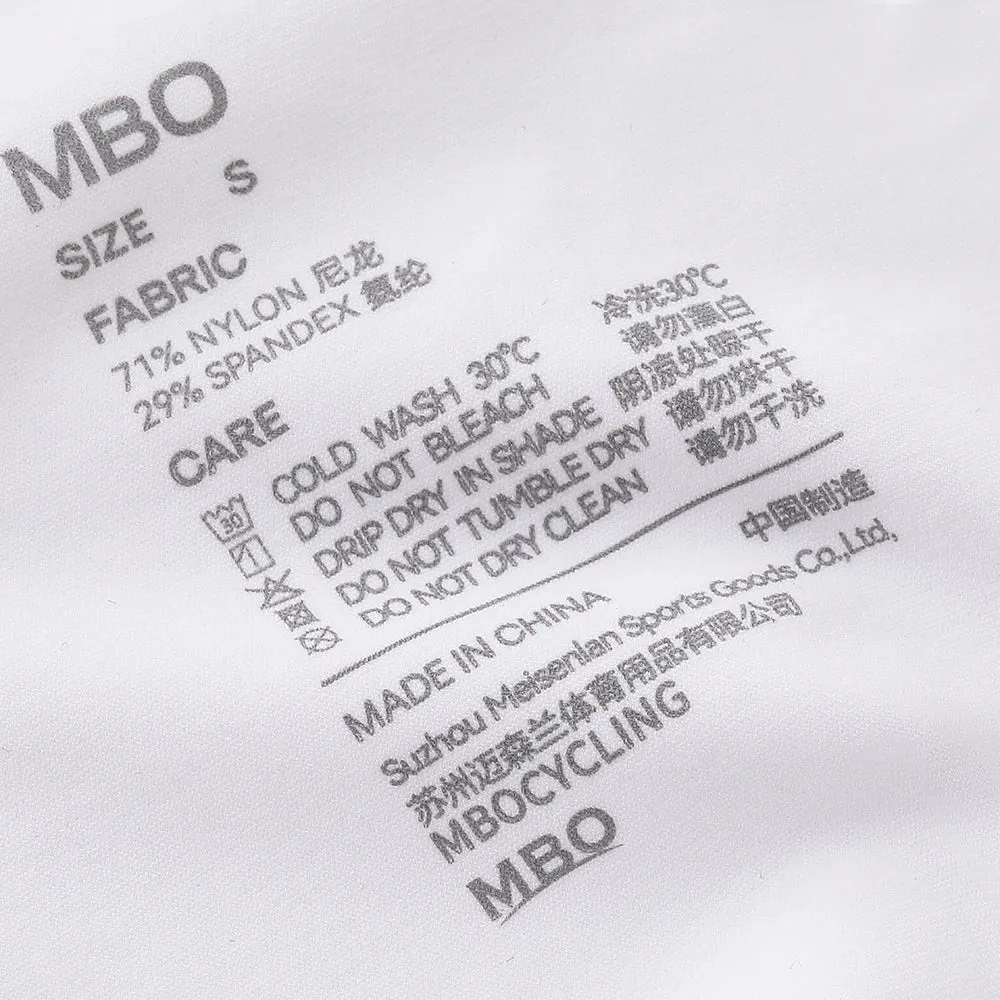 MBO
SIZE S
FABRIC
71% NYLON 尼龙
29% SPANDEX 氨纶
CARE
COLD WASH 30°C 冷洗30°C
DO NOT BLEACH 请勿漂白
DRIP DRY IN SHADE 阴凉处晾干
DO NOT TUMBLE DRY 请勿烘干
DO NOT DRY CLEAN 请勿干洗
30
MADE IN CHINA 中国制造
Suzhou Meisenlan Sports Goods Co.,Ltd,
苏州迈森兰体育用品有限公司
MBOCYCLING
MBO